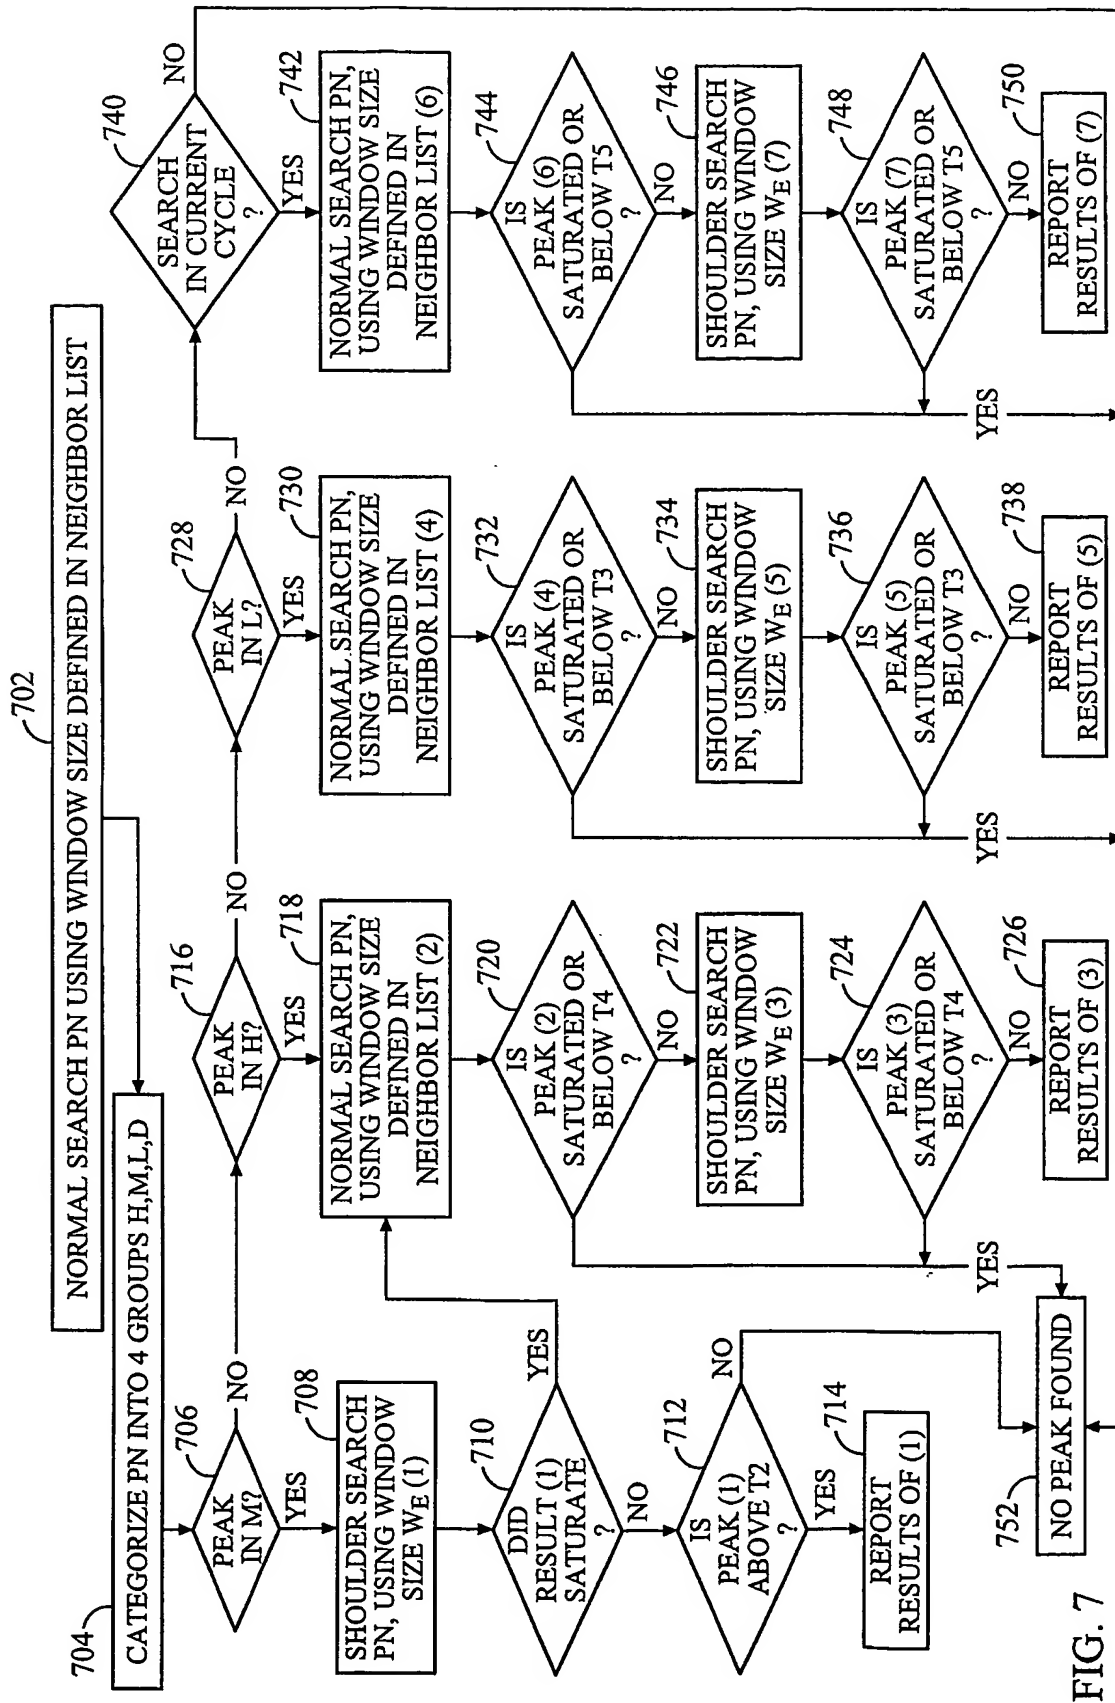 702
NORMAL SEARCH PN USING WINDOW SIZE DEFINED IN NEIGHBOR LIST
704
CATEGORIZE PN INTO 4 GROUPS H,M,L,D
706
PEAK
IN M?
NO
YES
708
SHOULDER SEARCH
PN, USING WINDOW
SIZE WE (1)
710
DID
RESULT (1)
SATURATE
?
YES
NO
712
IS
PEAK (1)
ABOVE T2
?
NO
YES
714
REPORT
RESULTS OF (1)
716
PEAK
IN H?
NO
YES
718
NORMAL SEARCH PN,
USING WINDOW SIZE
DEFINED IN
NEIGHBOR LIST (2)
720
IS
PEAK (2)
SATURATED OR
BELOW T4
?
NO
722
SHOULDER SEARCH
PN, USING WINDOW
SIZE WE (3)
724
IS
PEAK (3)
SATURATED OR
BELOW T4
?
NO
YES
726
REPORT
RESULTS OF (3)
728
PEAK
IN L?
NO
YES
730
NORMAL SEARCH PN,
USING WINDOW SIZE
DEFINED IN
NEIGHBOR LIST (4)
732
IS
PEAK (4)
SATURATED OR
BELOW T3
?
NO
734
SHOULDER SEARCH
PN, USING WINDOW
SIZE WE (5)
736
IS
PEAK (5)
SATURATED OR
BELOW T3
?
NO
YES
738
REPORT
RESULTS OF (5)
740
SEARCH
IN CURRENT
CYCLE
?
NO
YES
742
NORMAL SEARCH PN,
USING WINDOW SIZE
DEFINED IN
NEIGHBOR LIST (6)
744
IS
PEAK (6)
SATURATED OR
BELOW T5
?
NO
746
SHOULDER SEARCH
PN, USING WINDOW
SIZE WE (7)
748
IS
PEAK (7)
SATURATED OR
BELOW T5
?
NO
YES
750
REPORT
RESULTS OF (7)
752
NO PEAK FOUND
FIG. 7